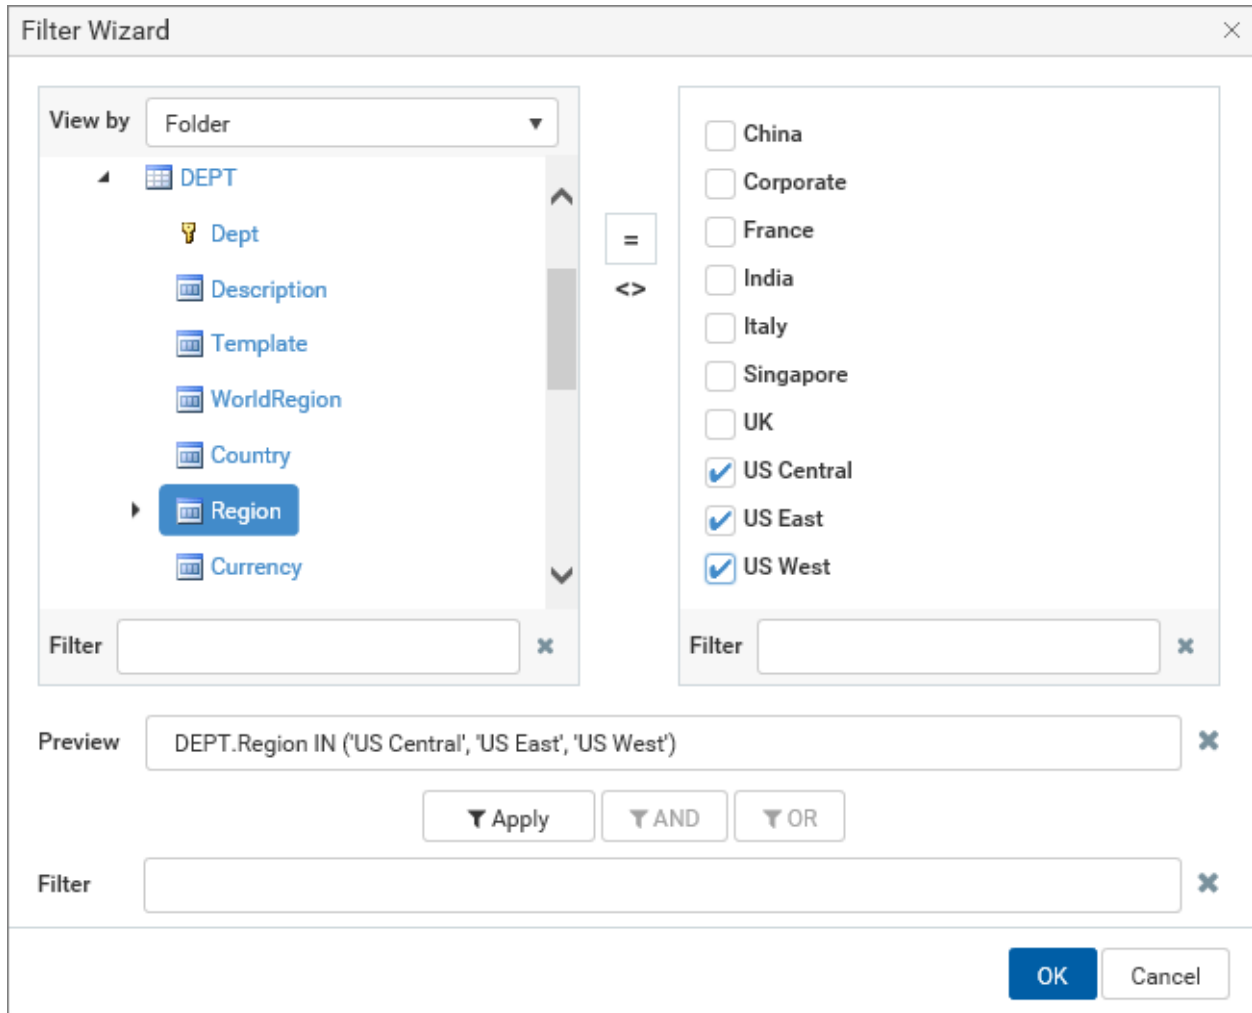 Filter Wizard
View by
Folder
DEPT
Dept
Description
Template
WorldRegion
Country
Region
Currency
Filter
=
<>
China
Corporate
France
India
Italy
Singapore
UK
US Central
US East
US West
Filter
Preview
DEPT.Region IN ('US Central', 'US East', 'US West')
Apply
AND
OR
Filter
OK
Cancel